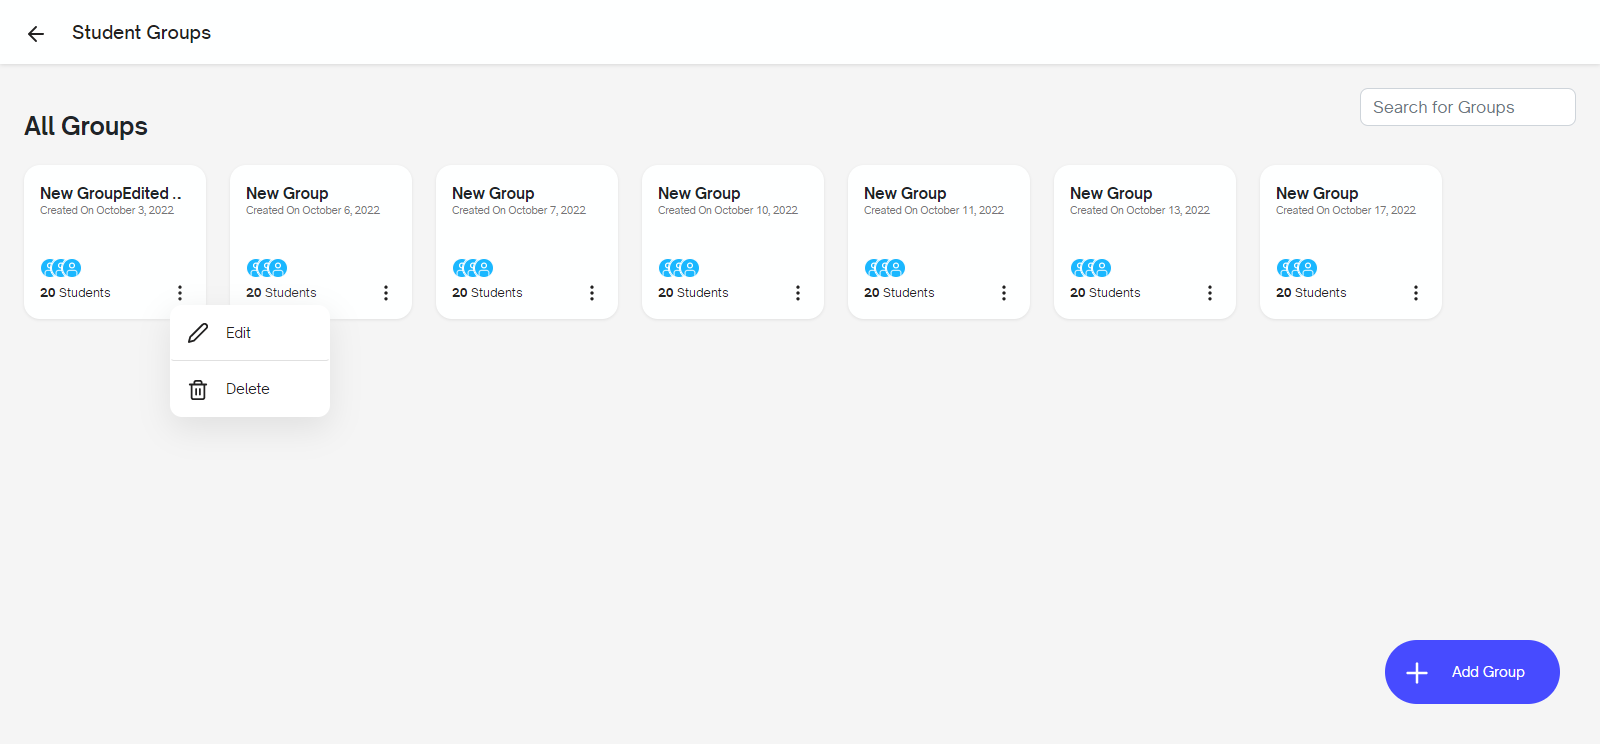 Student Groups
Search for Groups
All Groups
New GroupEdited ..
Created On October 3, 2022
20 Students
New Group
Created On October 6, 2022
20 Students
New Group
Created On October 7, 2022
20 Students
New Group
Created On October 10, 2022
20 Students
New Group
Created On October 11, 2022
20 Students
New Group
Created On October 13, 2022
20 Students
New Group
Created On October 17, 2022
20 Students
Edit
Delete
Add Group